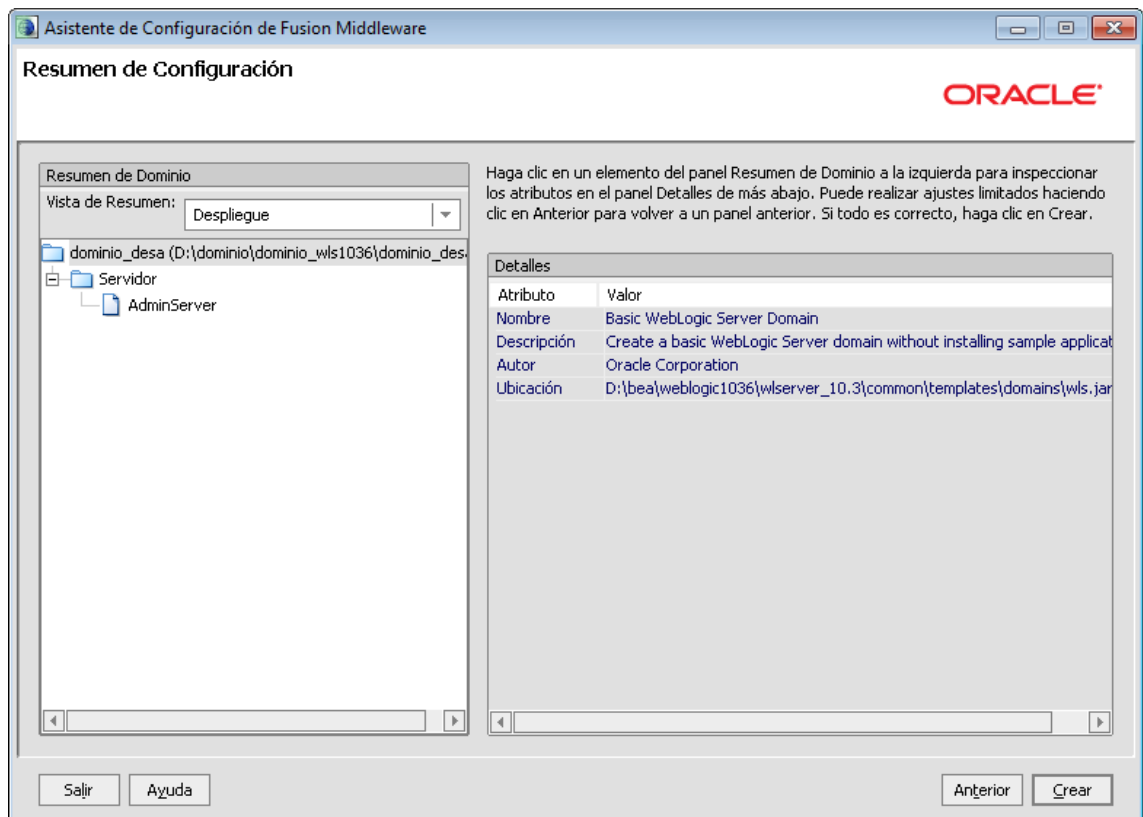 Asistente de Configuración de Fusion Middleware
Resumen de Configuración
ORACLE
Resumen de Dominio
Vista de Resumen:
Despliegue
dominio_desa (D:\dominio\dominio_wls1036\dominio_des
Servidor
AdminServer
Haga clic en un elemento del panel Resumen de Dominio a la izquierda para inspeccionar
los atributos en el panel Detalles de más abajo. Puede realizar ajustes limitados haciendo
clic en Anterior para volver a un panel anterior. Si todo es correcto, haga clic en Crear.
Detalles
Atributo Valor
Nombre Basic WebLogic Server Domain
Descripción Create a basic WebLogic Server domain without installing sample applicat
Autor Oracle Corporation
Ubicación D:\bea\weblogic1036\wlserver_10.3\common\templates\domains\wls.jar
Salir Ayuda Anterior Crear